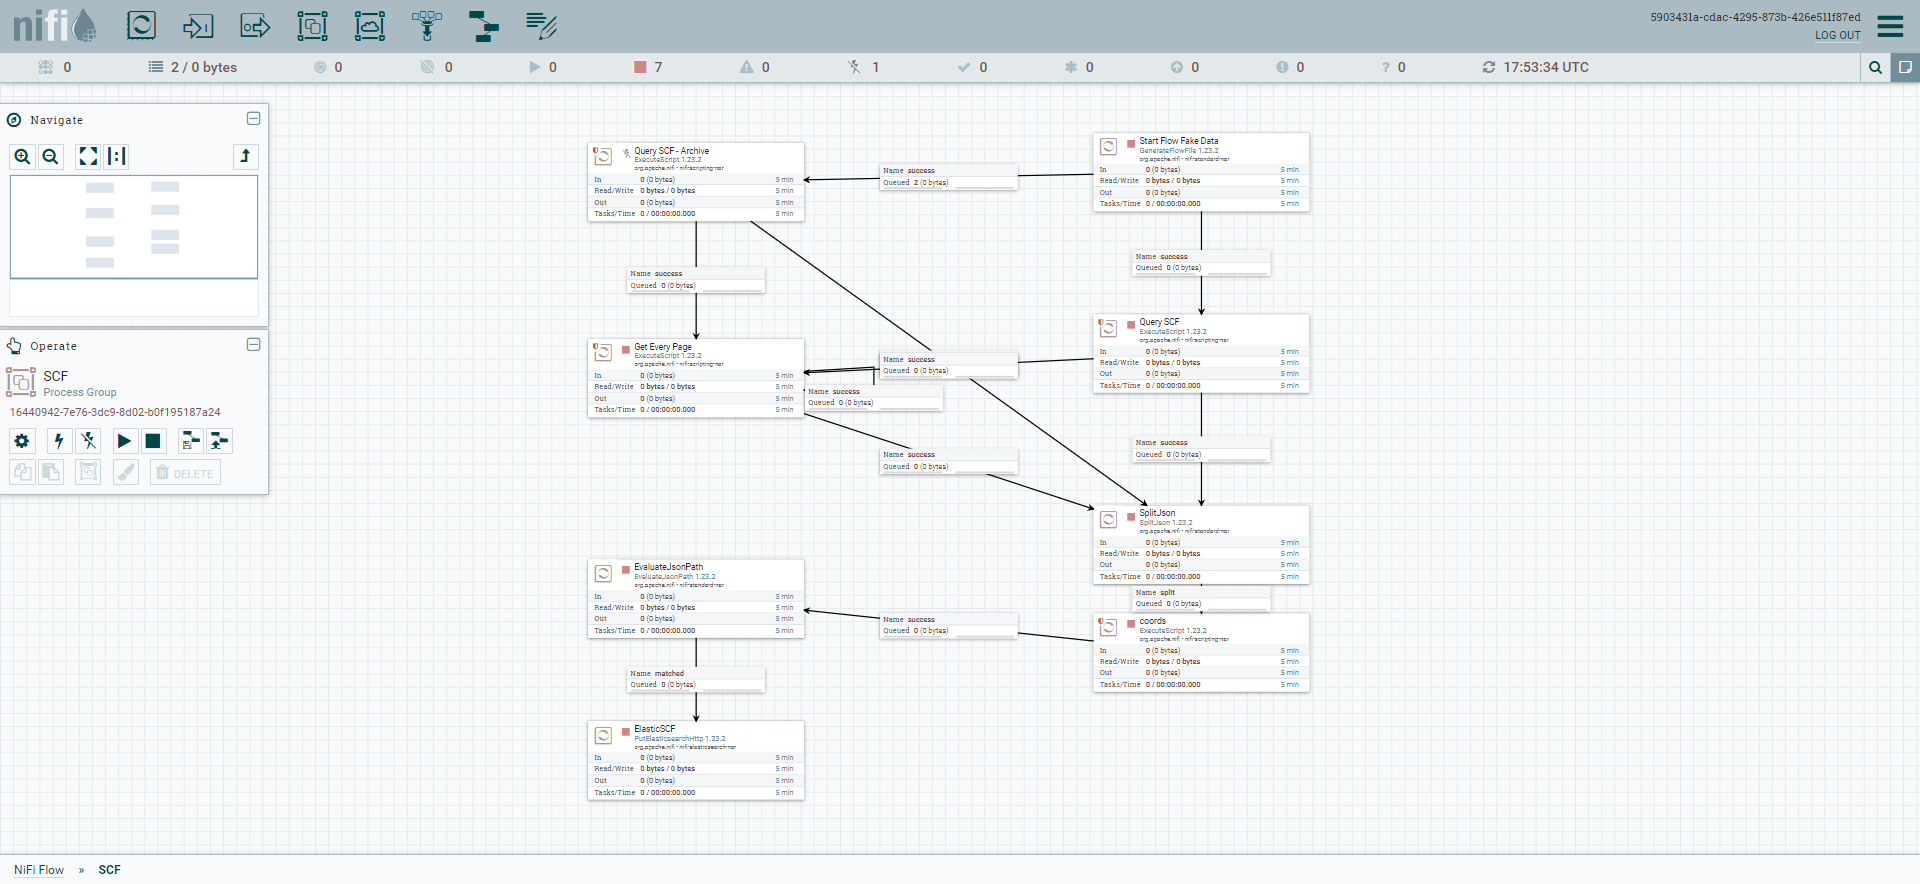 nifi
5903431a-cdac-4295-873b-426e511f87ed
LOG OUT
0
2 / 0 bytes
0
0
0
7
0
1
0
0
0
0
0
17:53:34 UTC
Navigate
Operate
SCF
Process Group
16440942-7e76-3dc9-8d02-b0f195187a24
DELETE
Query SCF - Archive
ExecuteScript 1.23.2
org.apache.nifi - nifi-scripting-nar
In 0 (0 bytes) 5 min
Read/Write 0 bytes / 0 bytes 5 min
Out 0 (0 bytes) 5 min
Tasks/Time 0 / 00:00:00.000 5 min
Name success
Queued 2 (0 bytes)
Start Flow Fake Data
GenerateFlowFile 1.23.2
org.apache.nifi - nifi-standard-nar
In 0 (0 bytes) 5 min
Read/Write 0 bytes / 0 bytes 5 min
Out 0 (0 bytes) 5 min
Tasks/Time 0 / 00:00:00.000 5 min
Name success
Queued 0 (0 bytes)
Name success
Queued 0 (0 bytes)
Get Every Page
ExecuteScript 1.23.2
org.apache.nifi - nifi-scripting-nar
In 0 (0 bytes) 5 min
Read/Write 0 bytes / 0 bytes 5 min
Out 0 (0 bytes) 5 min
Tasks/Time 0 / 00:00:00.000 5 min
Name success
Queued 0 (0 bytes)
Name success
Queued 0 (0 bytes)
Query SCF
ExecuteScript 1.23.2
org.apache.nifi - nifi-scripting-nar
In 0 (0 bytes) 5 min
Read/Write 0 bytes / 0 bytes 5 min
Out 0 (0 bytes) 5 min
Tasks/Time 0 / 00:00:00.000 5 min
Name success
Queued 0 (0 bytes)
Name success
Queued 0 (0 bytes)
SplitJson
SplitJson 1.23.2
org.apache.nifi - nifi-standard-nar
In 0 (0 bytes) 5 min
Read/Write 0 bytes / 0 bytes 5 min
Out 0 (0 bytes) 5 min
Tasks/Time 0 / 00:00:00.000 5 min
Name split
Queued 0 (0 bytes)
EvaluateJsonPath
EvaluateJsonPath 1.23.2
org.apache.nifi - nifi-standard-nar
In 0 (0 bytes) 5 min
Read/Write 0 bytes / 0 bytes 5 min
Out 0 (0 bytes) 5 min
Tasks/Time 0 / 00:00:00.000 5 min
Name success
Queued 0 (0 bytes)
coords
ExecuteScript 1.23.2
org.apache.nifi - nifi-scripting-nar
In 0 (0 bytes) 5 min
Read/Write 0 bytes / 0 bytes 5 min
Out 0 (0 bytes) 5 min
Tasks/Time 0 / 00:00:00.000 5 min
Name matched
Queued 0 (0 bytes)
ElasticSCF
PutElasticsearchHttp 1.23.2
org.apache.nifi - nifi-elasticsearch-nar
In 0 (0 bytes) 5 min
Read/Write 0 bytes / 0 bytes 5 min
Out 0 (0 bytes) 5 min
Tasks/Time 0 / 00:00:00.000 5 min
NiFi Flow » SCF